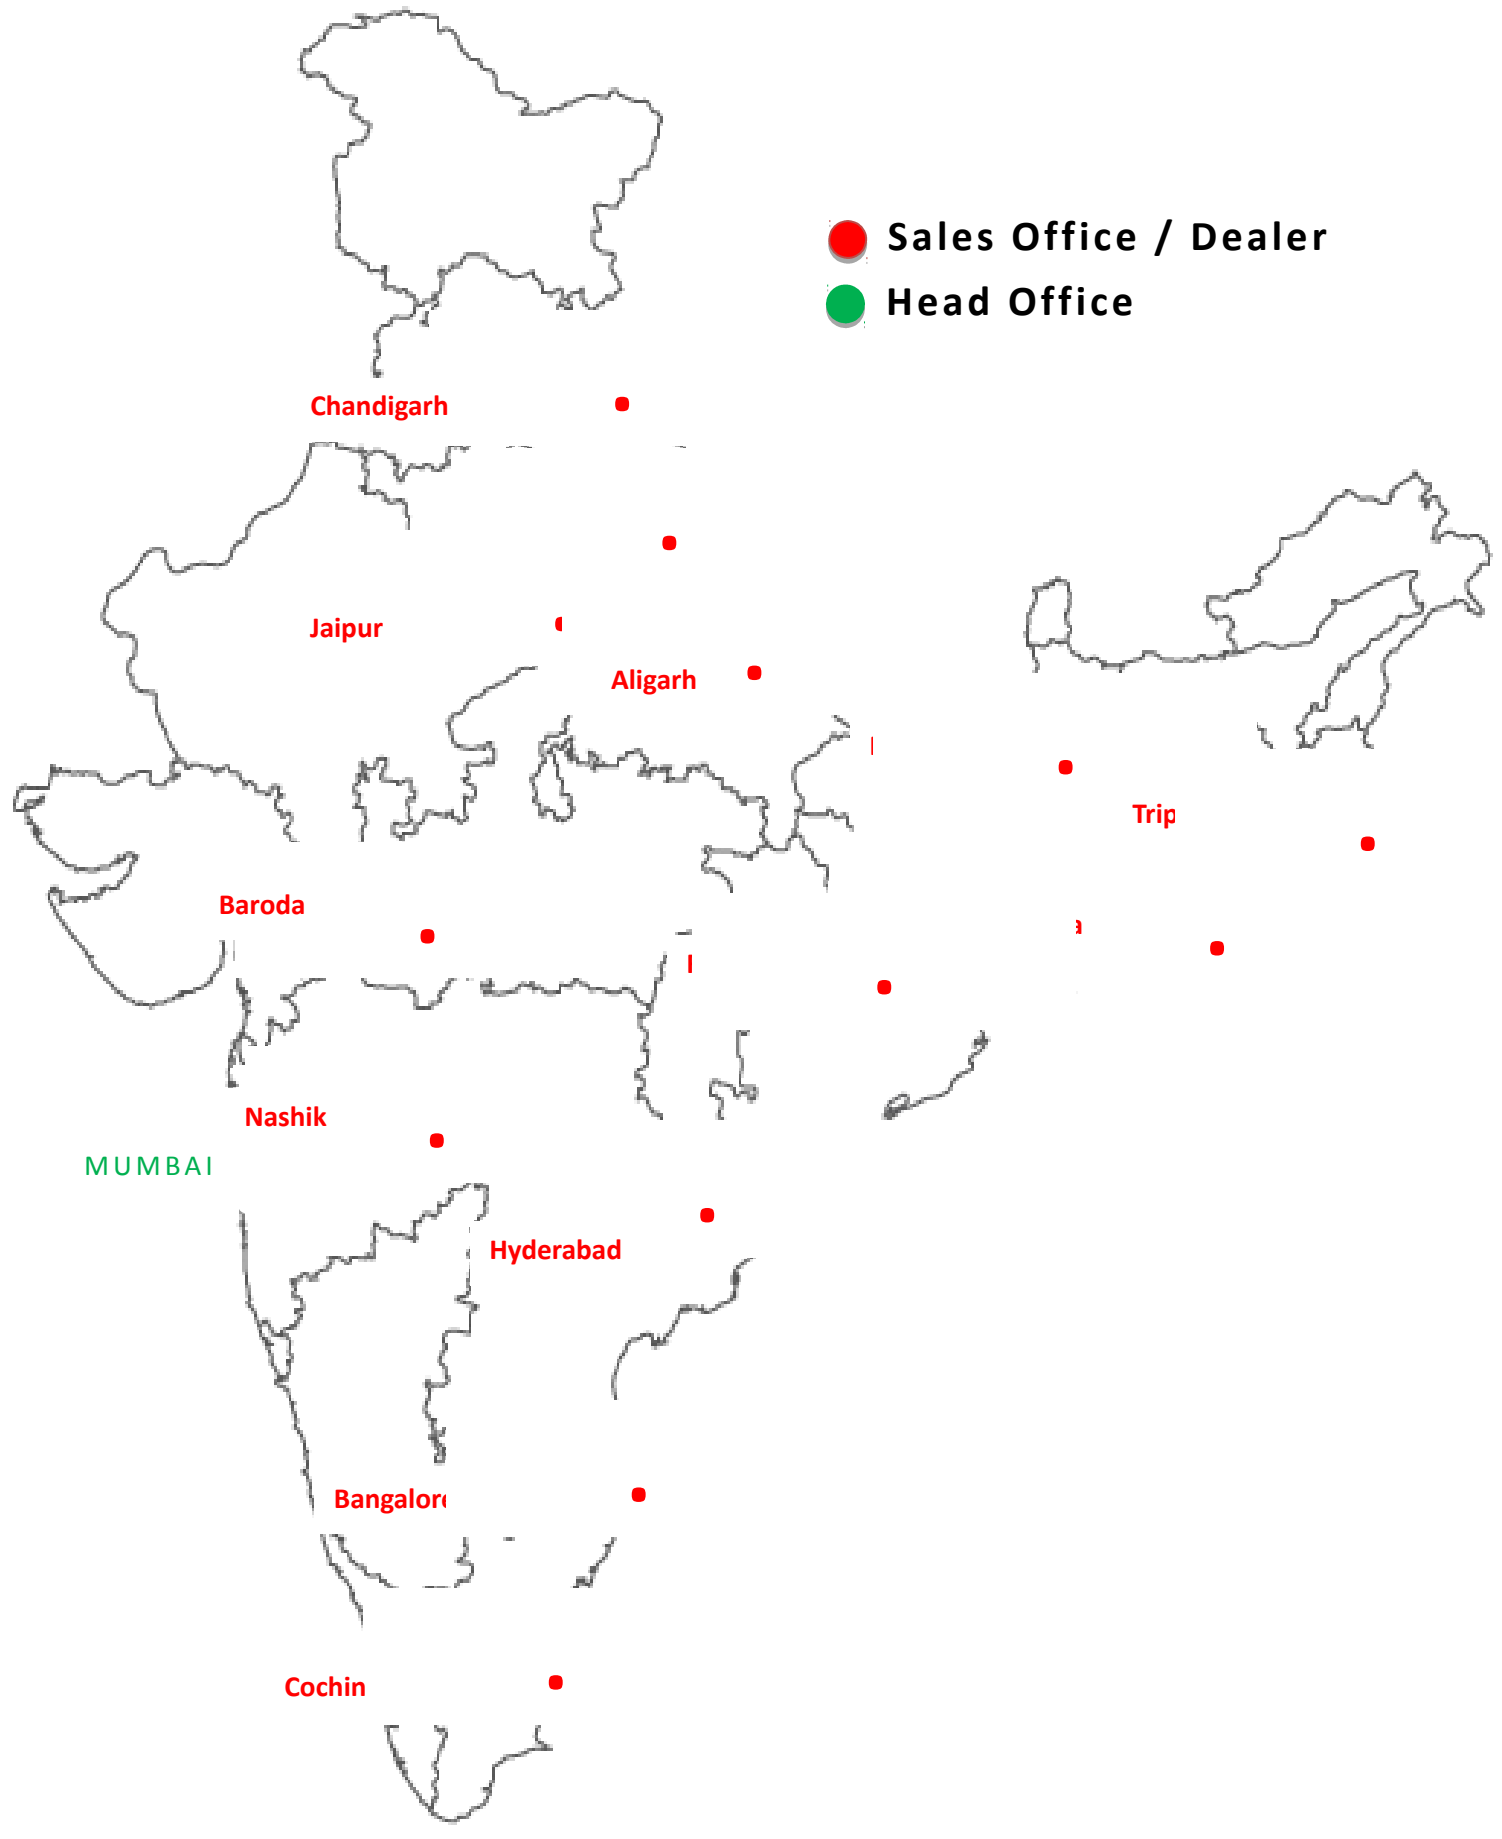 Sales Office / Dealer
Head Office
Chandigarh
Jaipur
Aligarh
Trip
Baroda
a
Nashik
MUMBAI
Hyderabad
Bangalore
Cochin